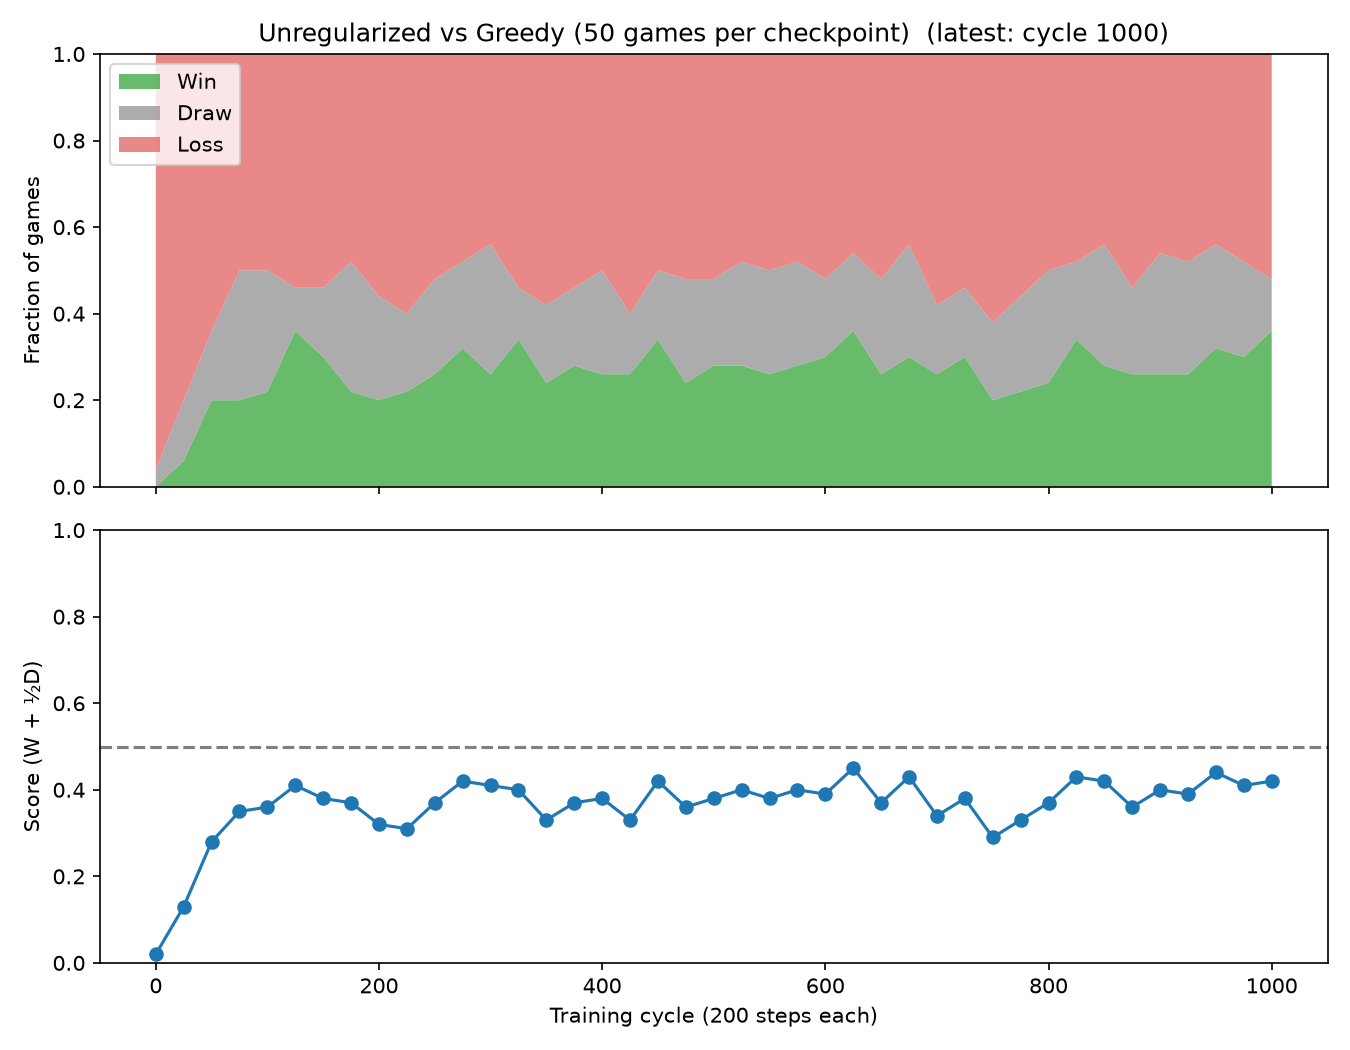 Unregularized vs Greedy (50 games per checkpoint)  (latest: cycle 1000)
1.0
0.8
0.6
0.4
0.2
0.0
Fraction of games
Win
Draw
Loss
1.0
0.8
0.6
0.4
0.2
0.0
Score (W + ½D)
0 200 400 600 800 1000
Training cycle (200 steps each)